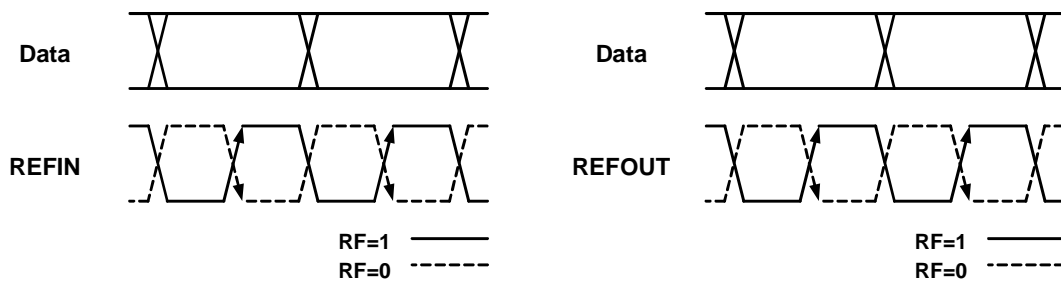 Data
REFIN
RF=1
RF=0
Data
REFOUT
RF=1
RF=0